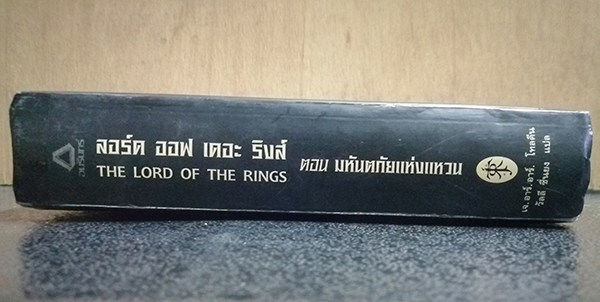 อมรินทร์
ลอร์ด ออฟ เดอะ ริงส์
THE LORD OF THE RINGS
ตอน มหันตภัยแห่งแหวน
เจ.อาร์.อาร์. โทลคีน
วัลลี ชื่นยง แปล